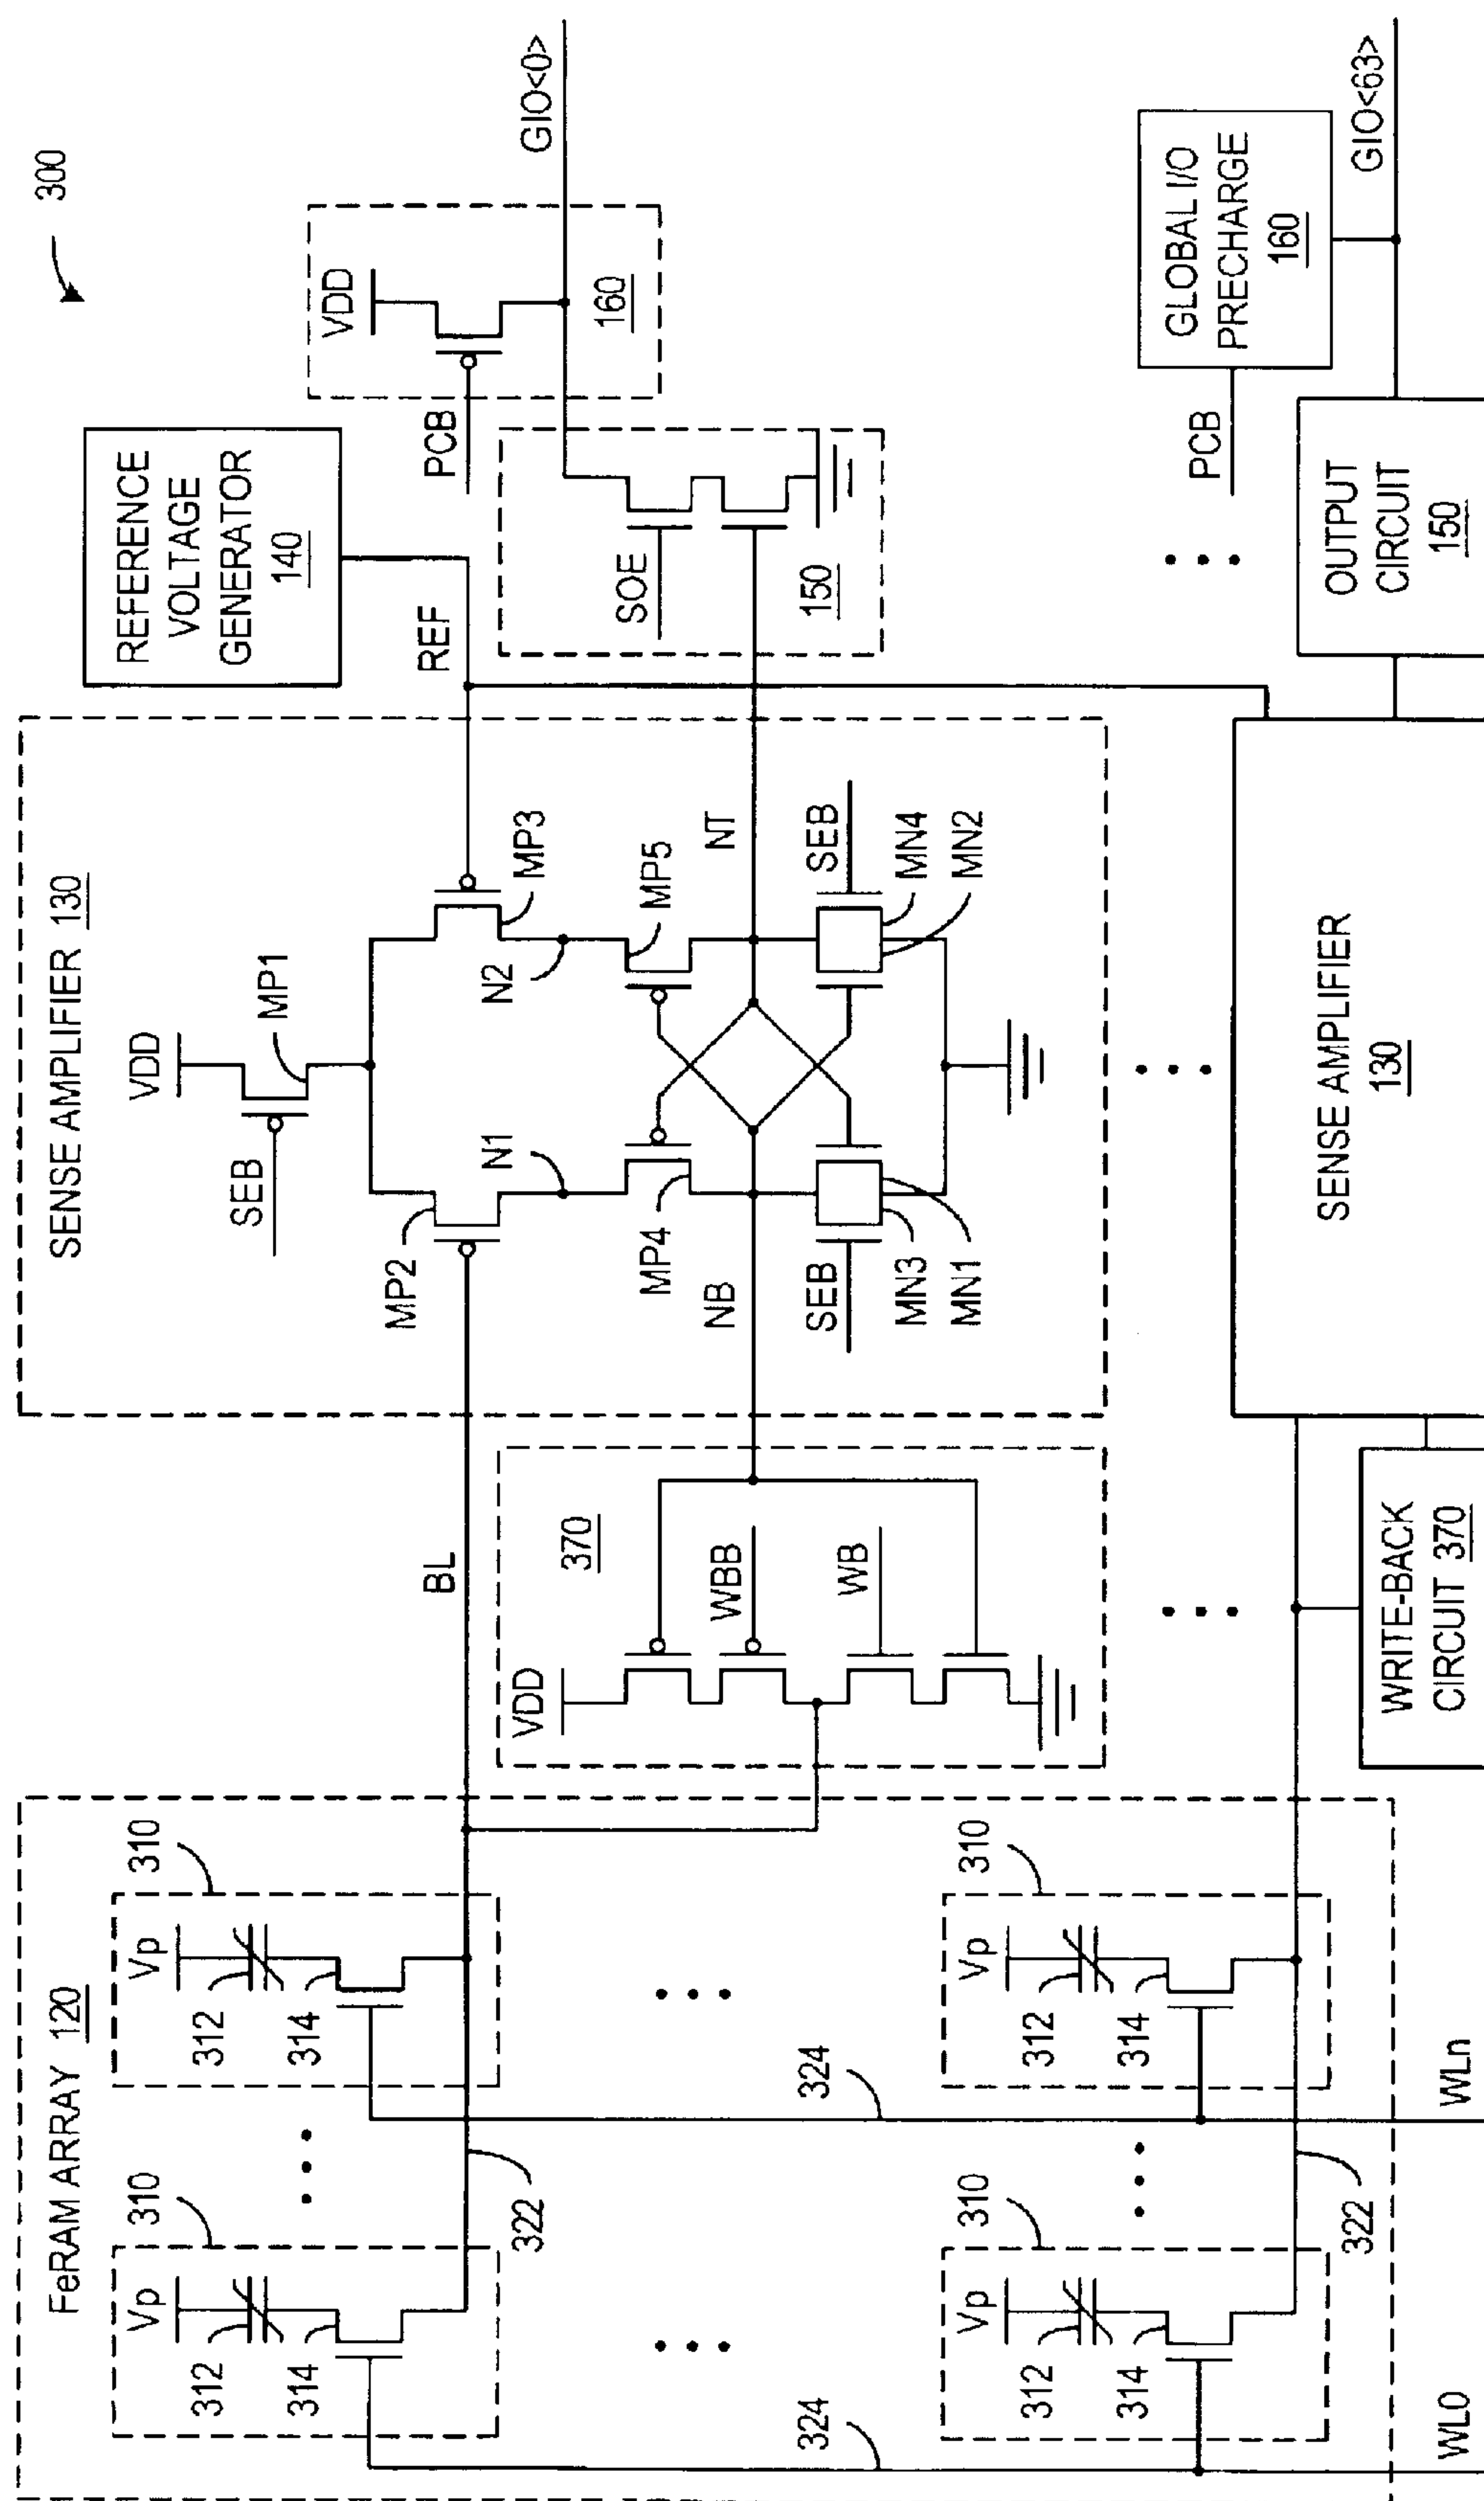 300
FeRAM ARRAY 120
310
Vp
312
314
310
Vp
312
314
322
324
324
310
Vp
312
314
310
Vp
312
314
322
WL0
WLn
BL
VDD
370
WBB
WB
WRITE-BACK
CIRCUIT 370
SENSE AMPLIFIER 130
VDD
SEB
MP1
MP2
MP3
N1
N2
MP4
MP5
NB
NT
SEB
SEB
MN3
MN4
MN1
MN2
SENSE AMPLIFIER
130
REFERENCE
VOLTAGE
GENERATOR
140
REF
SOE
150
PCB
VDD
160
GIO<0>
OUTPUT
CIRCUIT
150
PCB
GLOBAL I/O
PRECHARGE
160
GIO<63>